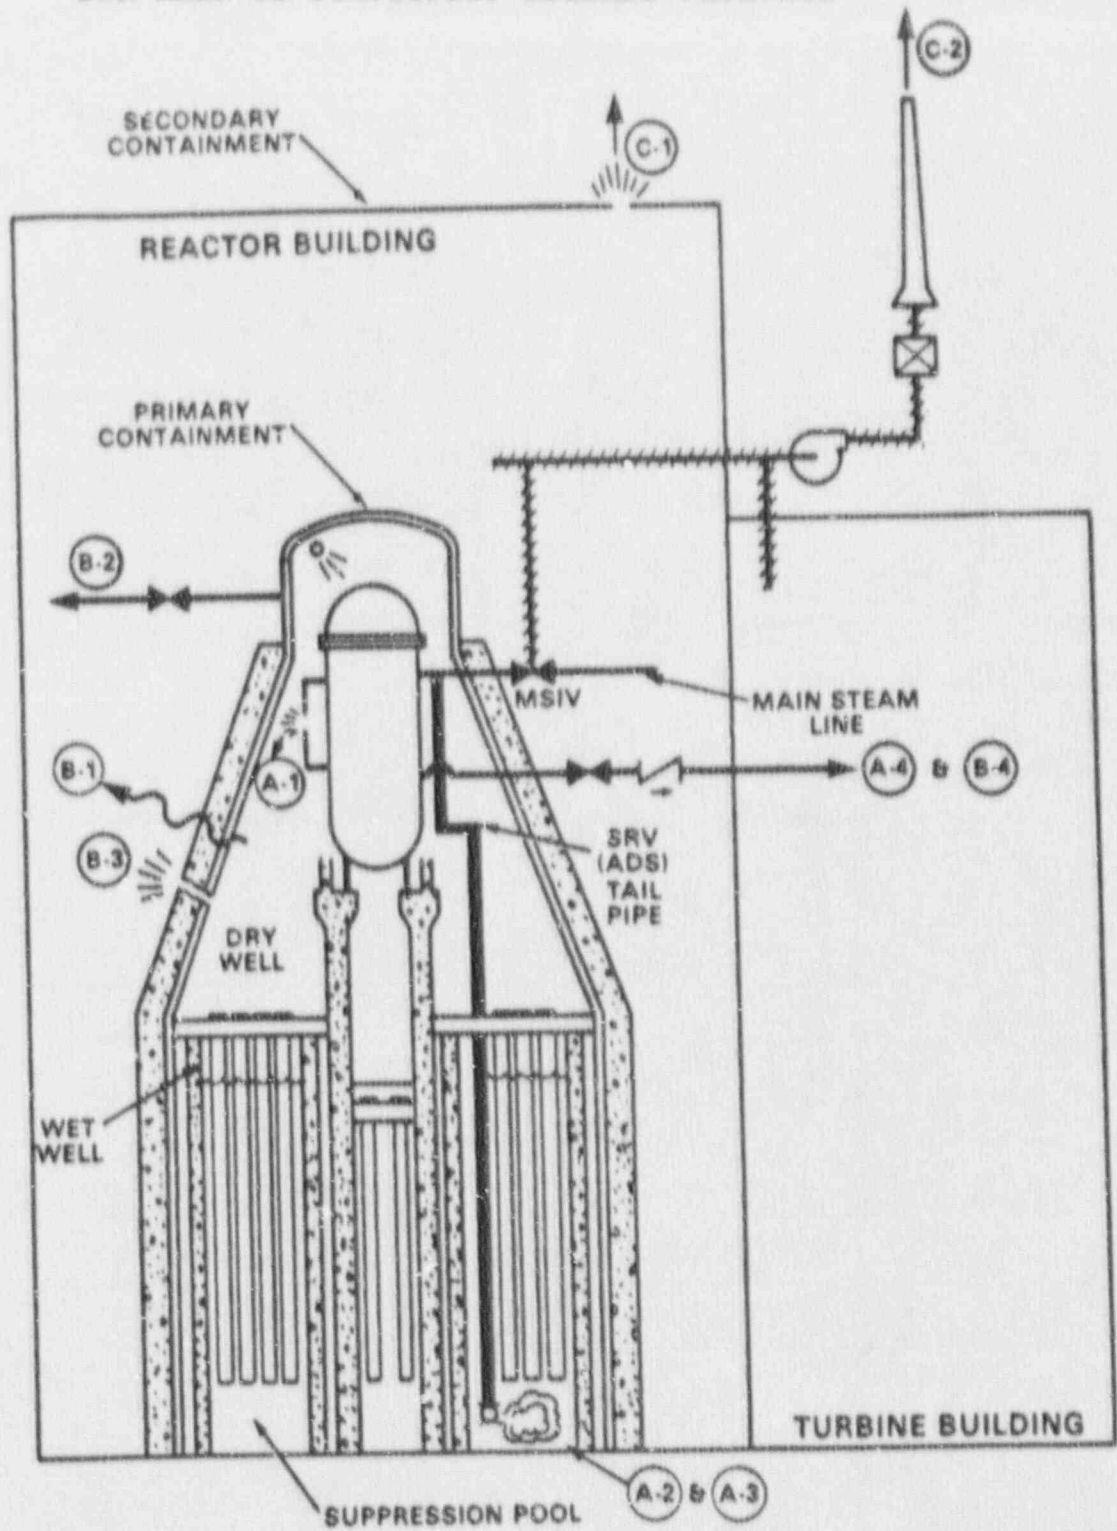 C-2
SECONDARY
CONTAINMENT
C-1
REACTOR BUILDING
PRIMARY
CONTAINMENT
B-2
MSIV
MAIN STEAM
LINE
B-1
A-1
A-4 & B-4
B-3
SRV
(ADS)
TAIL
PIPE
DRY
WELL
WET
WELL
TURBINE BUILDING
A-2 & A-3
SUPPRESSION POOL